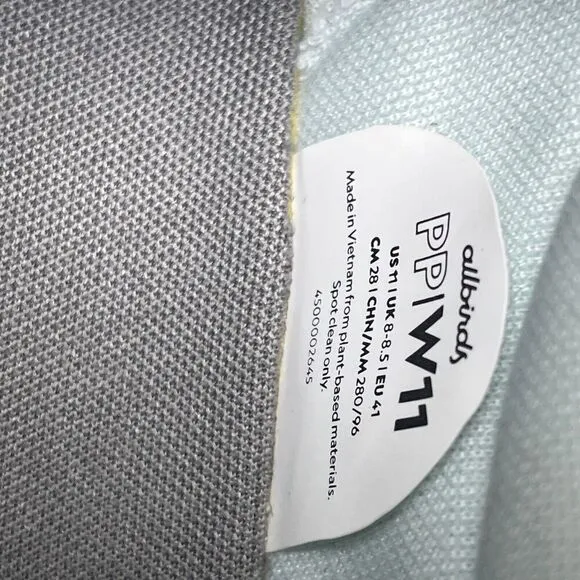 allbirds
PP|W11
US 11 | UK 8-8.5 | EU 41
CM 28 | CHN/MM 280/96
Made in Vietnam from plant-based materials.
Spot clean only.
4500002645